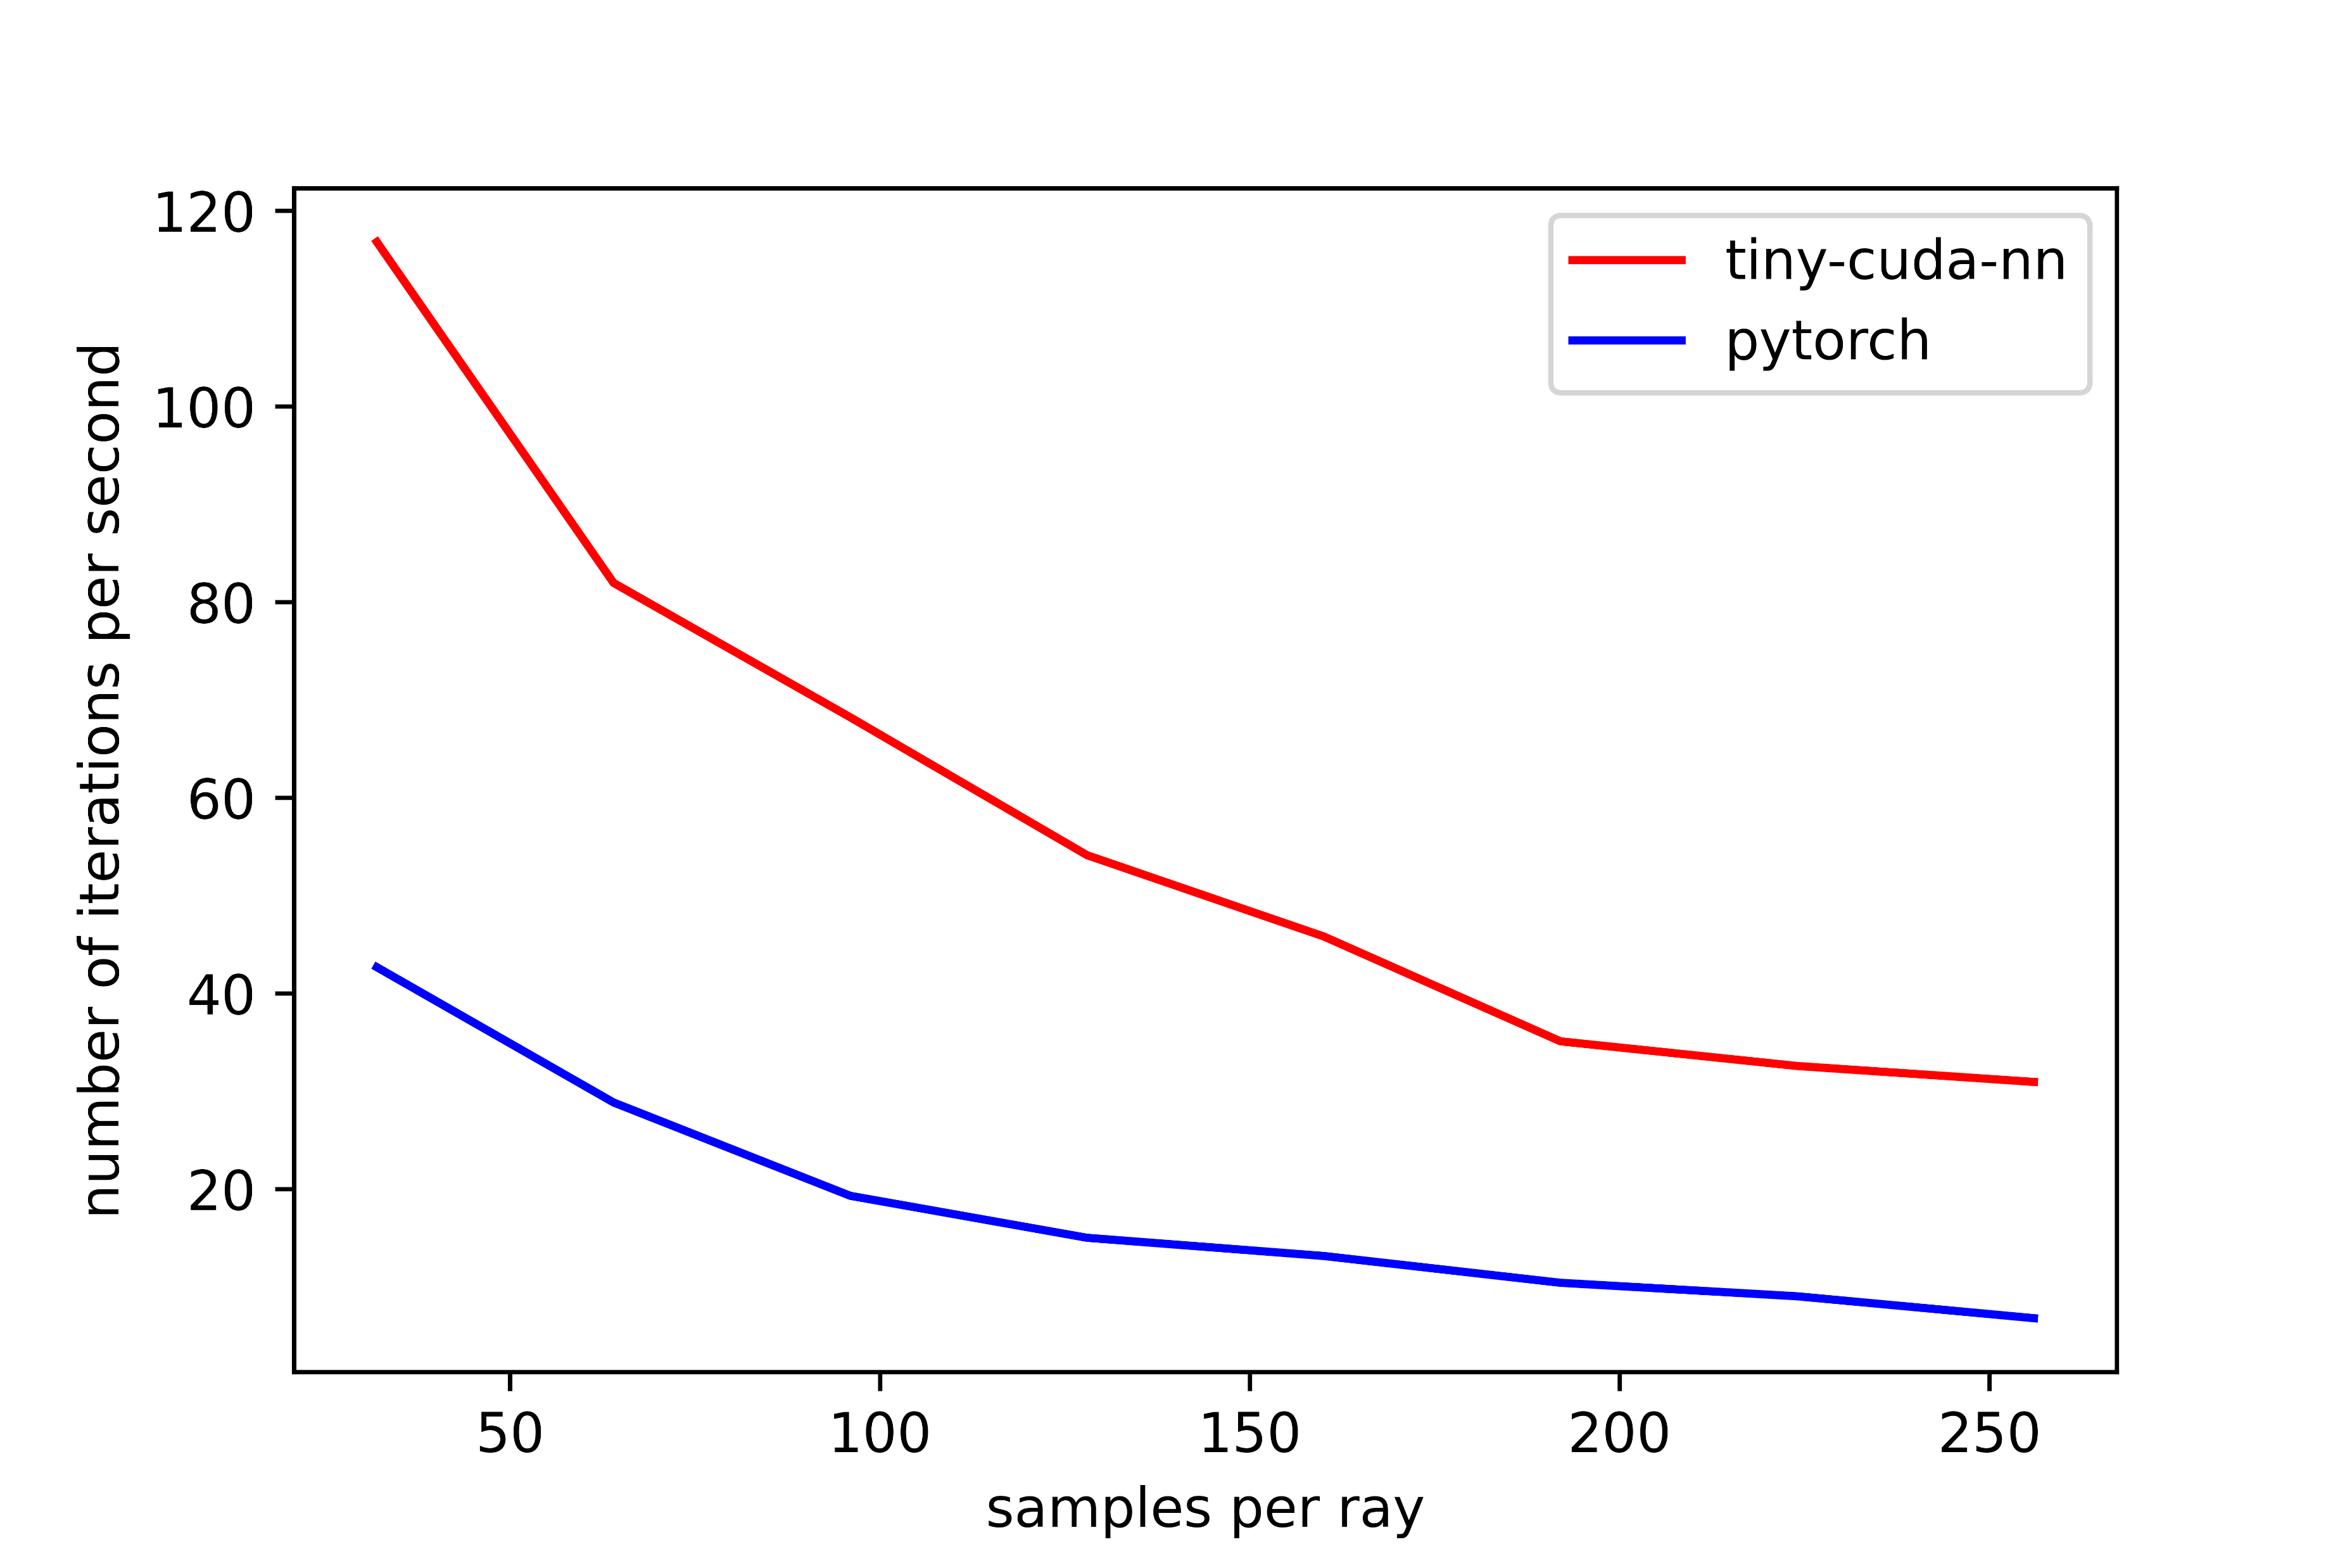 120
100
80
60
40
20
number of iterations per second
tiny-cuda-nn
pytorch
50 100 150 200 250
samples per ray